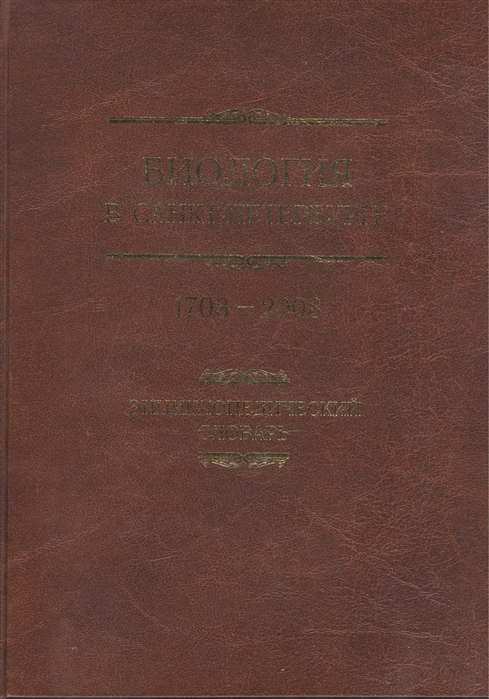 БИОЛОГИЯ
В САНКТ-ПЕТЕРБУРГЕ
1703 – 2008
ЭНЦИКЛОПЕДИЧЕСКИЙ
СЛОВАРЬ